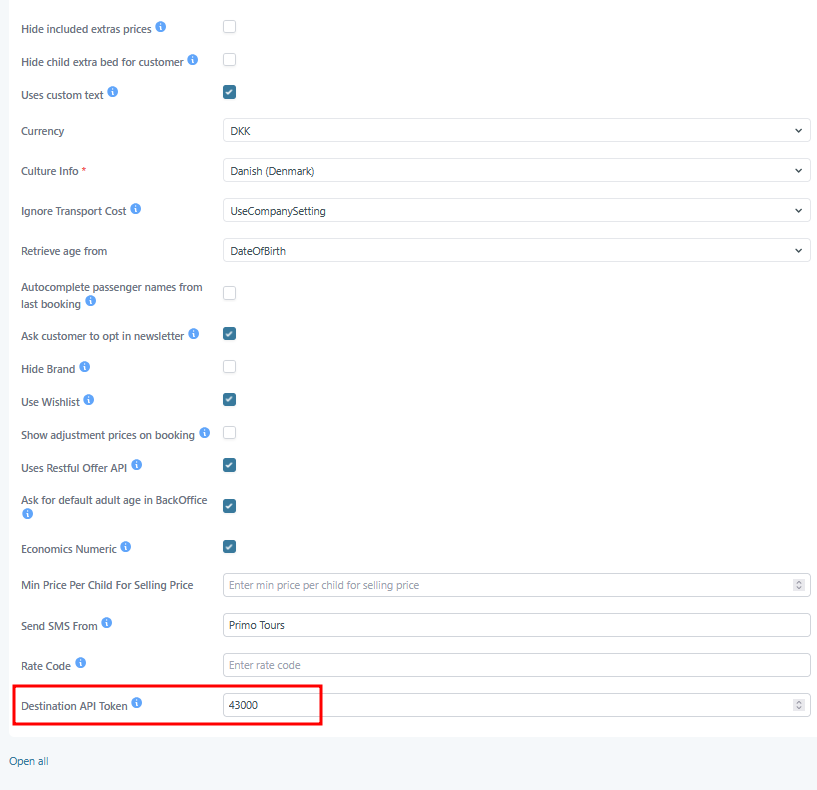 Hide included extras prices
Hide child extra bed for customer
Uses custom text
Currency DKK
Culture Info * Danish (Denmark)
Ignore Transport Cost UseCompanySetting
Retrieve age from DateOfBirth
Autocomplete passenger names from
last booking
Ask customer to opt in newsletter
Hide Brand
Use Wishlist
Show adjustment prices on booking
Uses Restful Offer API
Ask for default adult age in BackOffice
Economics Numeric
Min Price Per Child For Selling Price Enter min price per child for selling price
Send SMS From Primo Tours
Rate Code Enter rate code
Destination API Token 43000
Open all